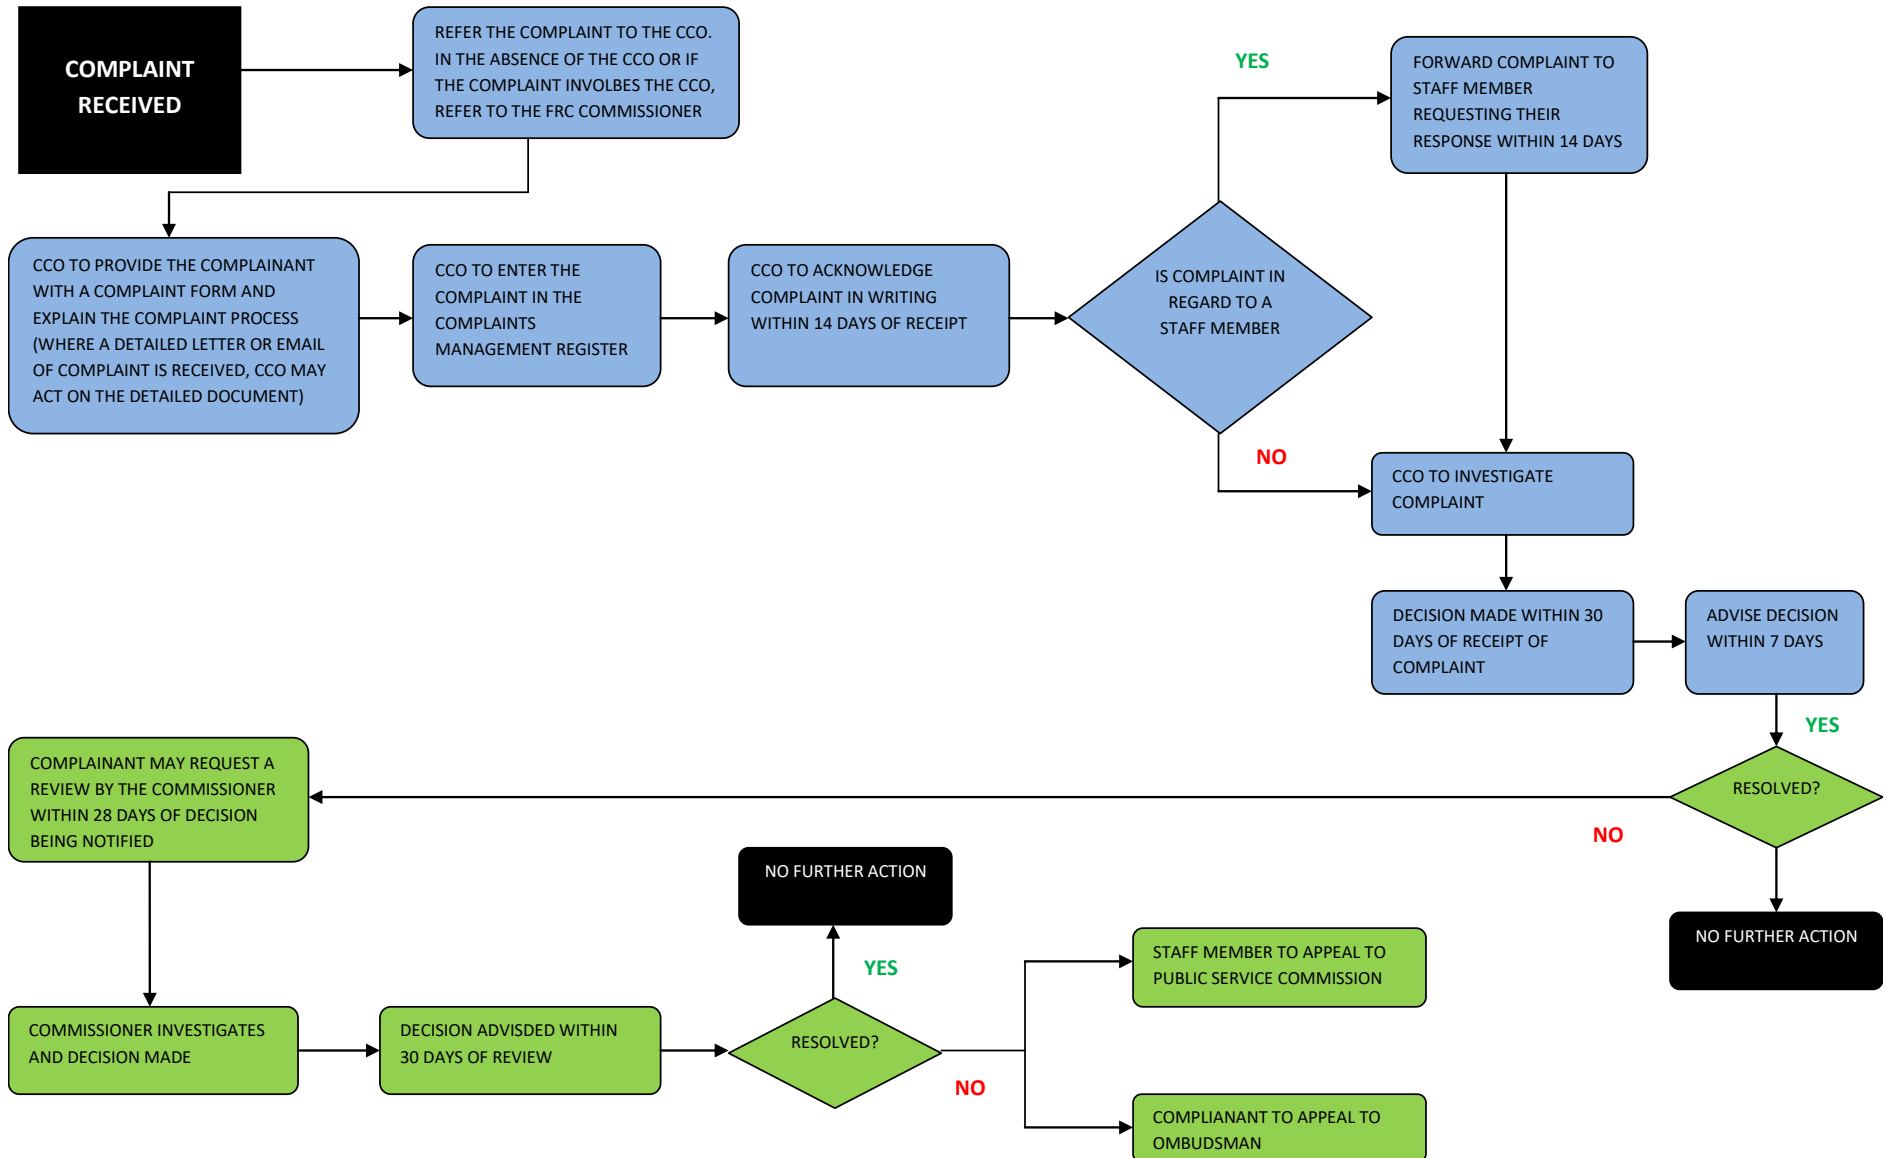 COMPLAINT
RECEIVED
REFER THE COMPLAINT TO THE CCO.
IN THE ABSENCE OF THE CCO OR IF
THE COMPLAINT INVOLBES THE CCO,
REFER TO THE FRC COMMISSIONER
CCO TO PROVIDE THE COMPLAINANT
WITH A COMPLAINT FORM AND
EXPLAIN THE COMPLAINT PROCESS
(WHERE A DETAILED LETTER OR EMAIL
OF COMPLAINT IS RECEIVED, CCO MAY
ACT ON THE DETAILED DOCUMENT)
CCO TO ENTER THE
COMPLAINT IN THE
COMPLAINTS
MANAGEMENT REGISTER
CCO TO ACKNOWLEDGE
COMPLAINT IN WRITING
WITHIN 14 DAYS OF RECEIPT
IS COMPLAINT IN
REGARD TO A
STAFF MEMBER
YES
FORWARD COMPLAINT TO
STAFF MEMBER
REQUESTING THEIR
RESPONSE WITHIN 14 DAYS
NO
CCO TO INVESTIGATE
COMPLAINT
DECISION MADE WITHIN 30
DAYS OF RECEIPT OF
COMPLAINT
ADVISE DECISION
WITHIN 7 DAYS
YES
RESOLVED?
NO
NO FURTHER ACTION
COMPLAINANT MAY REQUEST A
REVIEW BY THE COMMISSIONER
WITHIN 28 DAYS OF DECISION
BEING NOTIFIED
COMMISSIONER INVESTIGATES
AND DECISION MADE
DECISION ADVISDED WITHIN
30 DAYS OF REVIEW
RESOLVED?
YES
NO FURTHER ACTION
NO
STAFF MEMBER TO APPEAL TO
PUBLIC SERVICE COMMISSION
COMPLIANANT TO APPEAL TO
OMBUDSMAN